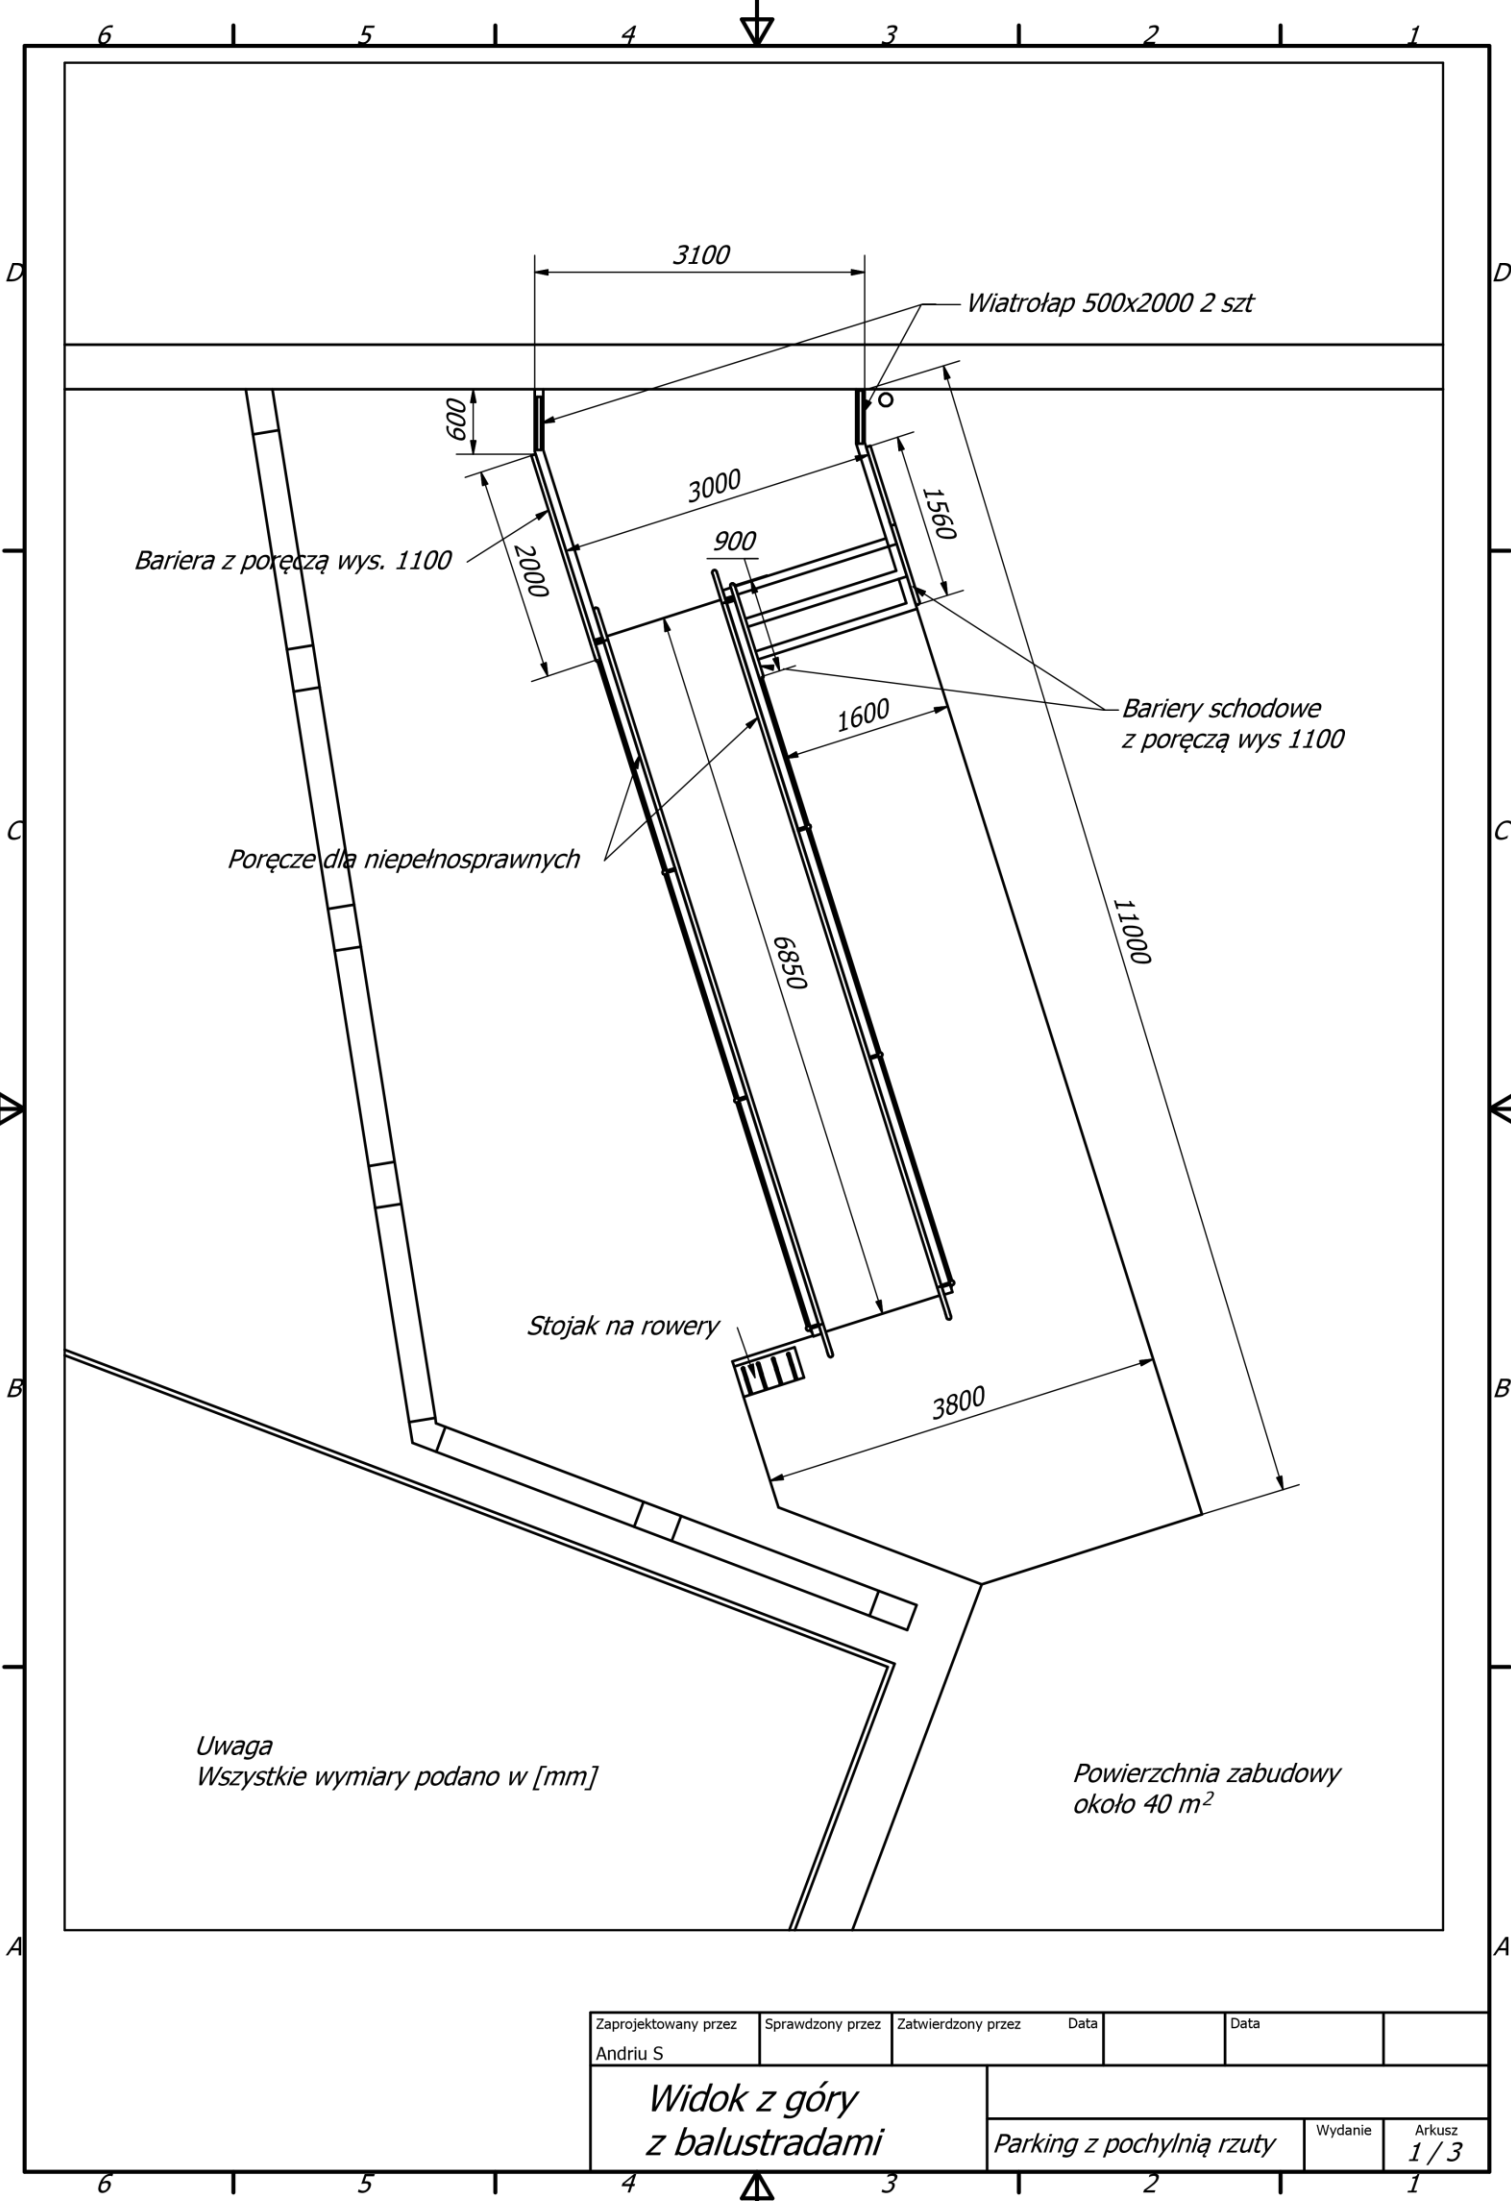 6 5 4 3 2 1
D D
3100
Wiatrołap 500x2000 2 szt
600
3000
1560
2000
900
Bariera z poręczą wys. 1100
Bariery schodowe
z poręczą wys 1100
1600
C C
Poręcze dla niepełnosprawnych
11000
6850
Stojak na rowery
B B
3800
Uwaga
Wszystkie wymiary podano w [mm]
Powierzchnia zabudowy
około 40 m²
A A
Zaprojektowany przez Sprawdzony przez Zatwierdzony przez Data Data
Andriu S
Widok z góry
z balustradami
Parking z pochylnią rzuty
Wydanie Arkusz
1 / 3
6 5 4 3 2 1